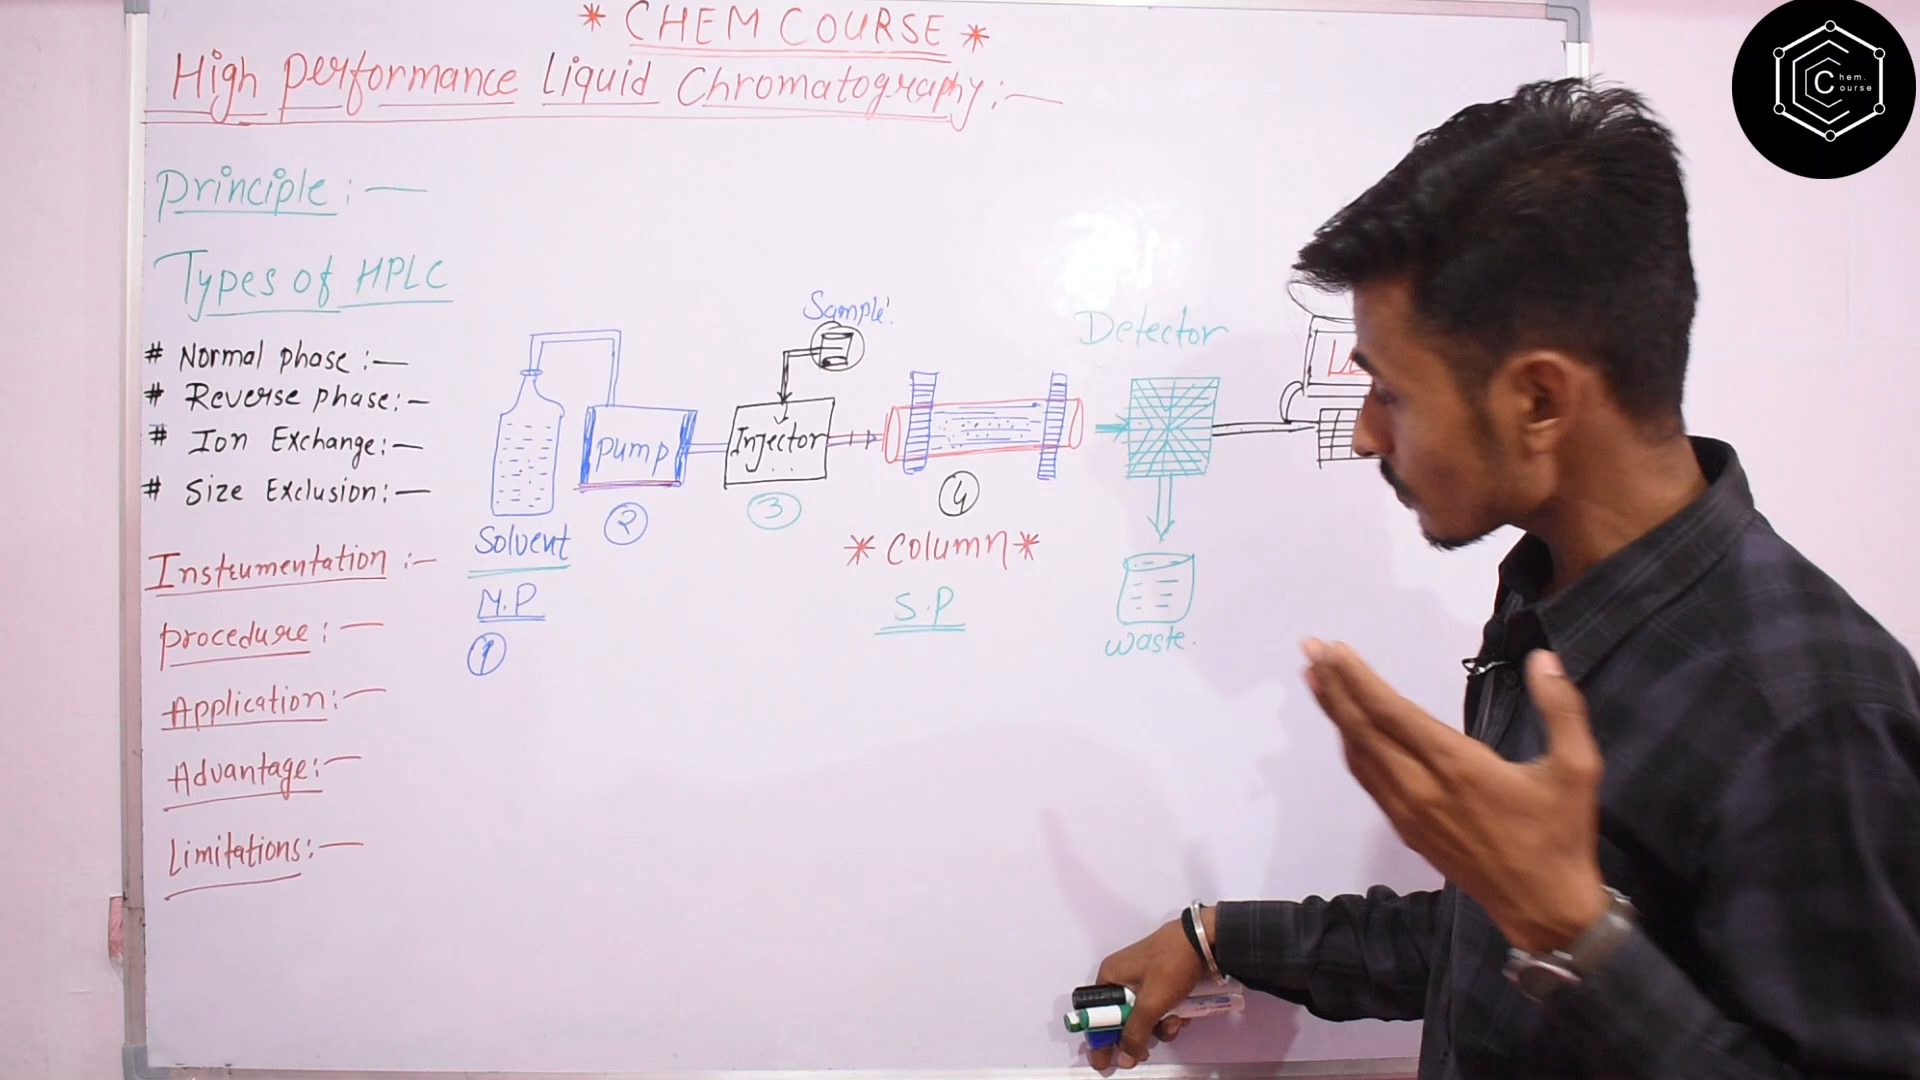 * CHEM COURSE *
High Performance Liquid Chromatography:—
Principle:—
Types of HPLC
# Normal phase:—
# Reverse phase:—
# Ion Exchange:—
# Size Exclusion:—
Instrumentation:—
Procedure:—
Application:—
Advantage:—
Limitations:—
Solvent
M.P
1
Pump
2
Sample
Injector
3
4
* Column *
S.P
Detector
waste.
Chem.
Course